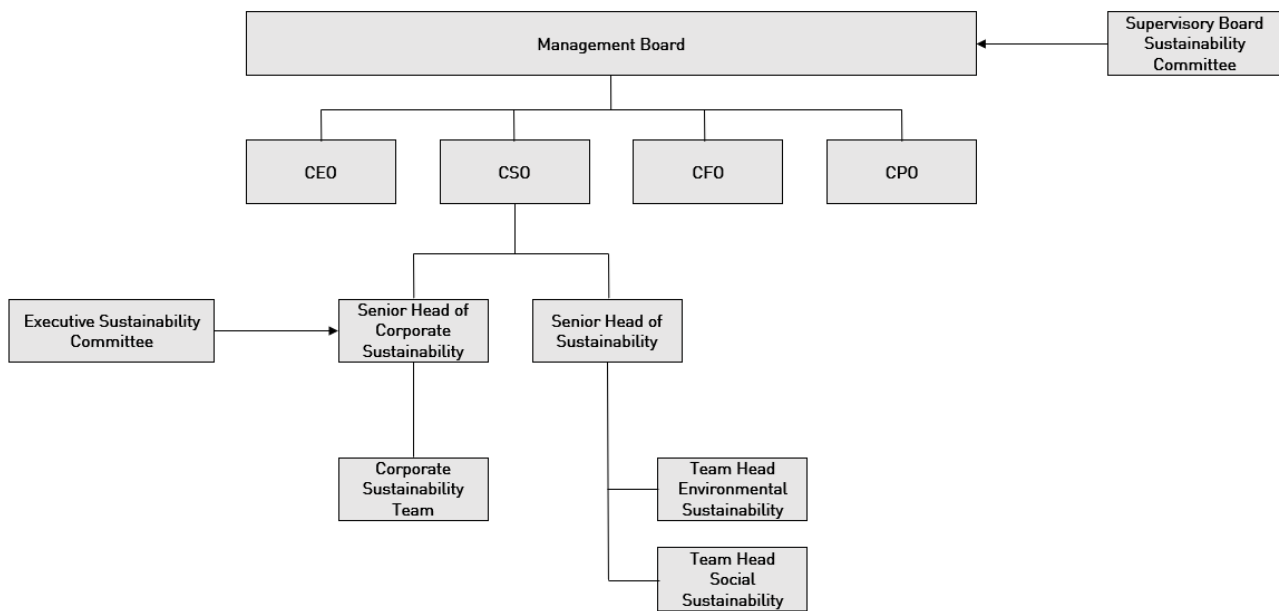 Management Board
Supervisory Board
Sustainability
Committee
CEO
CSO
CFO
CPO
Executive Sustainability
Committee
Senior Head of
Corporate
Sustainability
Senior Head of
Sustainability
Corporate
Sustainability
Team
Team Head
Environmental
Sustainability
Team Head
Social
Sustainability